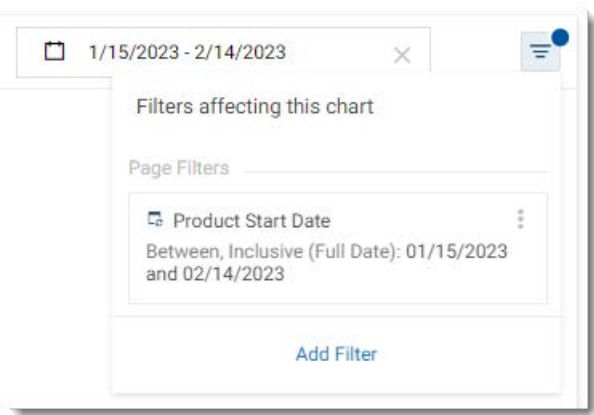 1/15/2023 - 2/14/2023
Filters affecting this chart
Page Filters
Product Start Date
Between, Inclusive (Full Date): 01/15/2023
and 02/14/2023
Add Filter